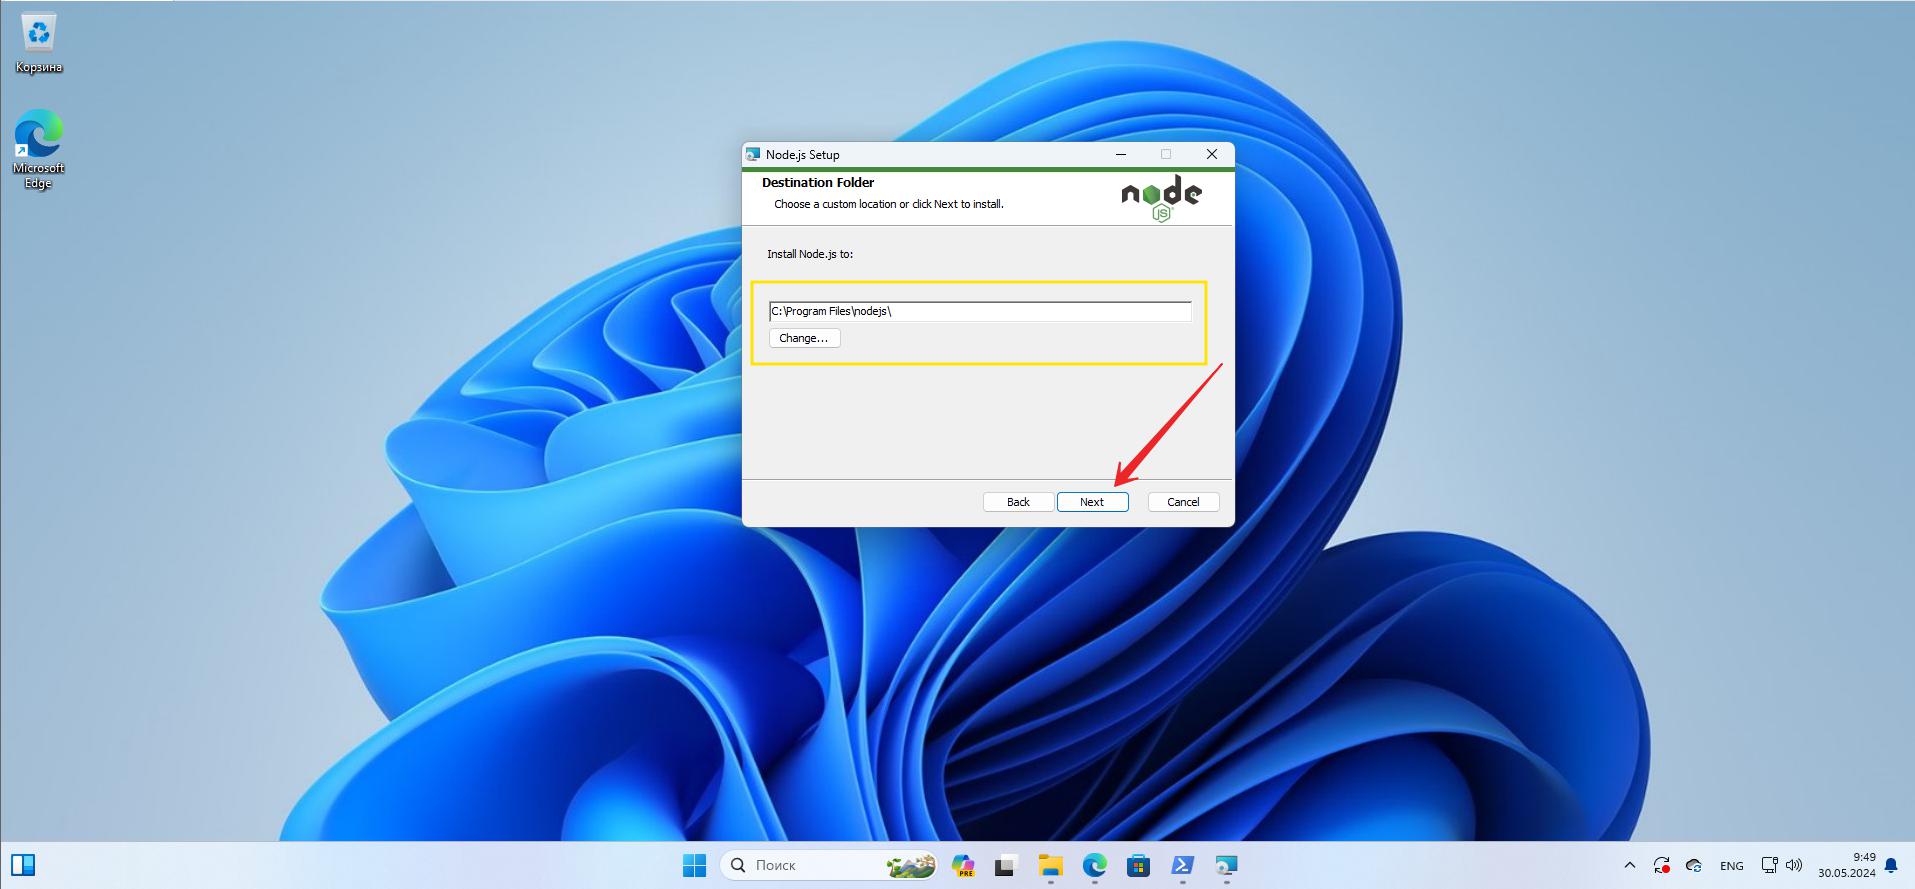 Корзина
Microsoft
Edge
Node.js Setup
Destination Folder
Choose a custom location or click Next to install.
node
JS
Install Node.js to:
C:\Program Files\nodejs\
Change...
Back
Next
Cancel
Поиск
PRE
ENG
9:49
30.05.2024